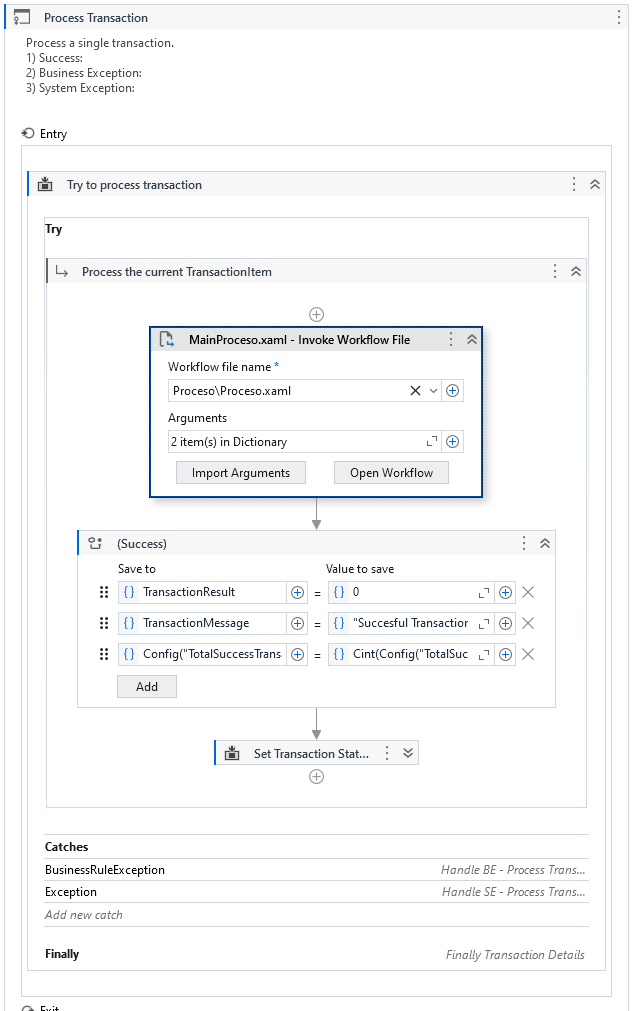 Process Transaction
Process a single transaction.
1) Success:
2) Business Exception:
3) System Exception:
Entry
Try to process transaction
Try
Process the current TransactionItem
MainProceso.xaml - Invoke Workflow File
Workflow file name *
Proceso\Proceso.xaml
Arguments
2 item(s) in Dictionary
Import Arguments Open Workflow
(Success)
Save to Value to save
{} TransactionResult = {} 0
{} TransactionMessage = {} "Succesful Transaction
{} Config("TotalSuccessTrans = {} Cint(Config("TotalSuc
Add
Set Transaction Stat...
Catches
BusinessRuleException Handle BE - Process Trans...
Exception Handle SE - Process Trans...
Add new catch
Finally Finally Transaction Details
Exit